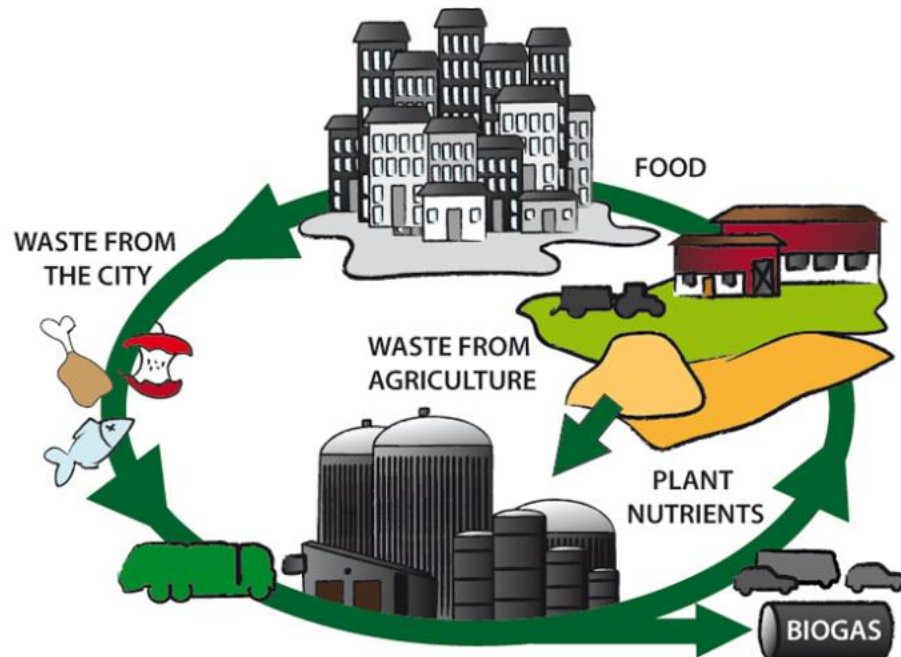 FOOD
WASTE FROM
THE CITY
WASTE FROM
AGRICULTURE
PLANT
NUTRIENTS
BIOGAS